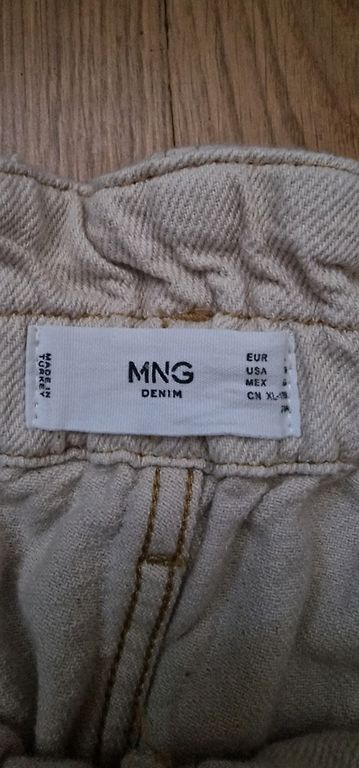 MADE IN
TURKEY
MNG
DENIM
EUR
USA
MEX
CN XL